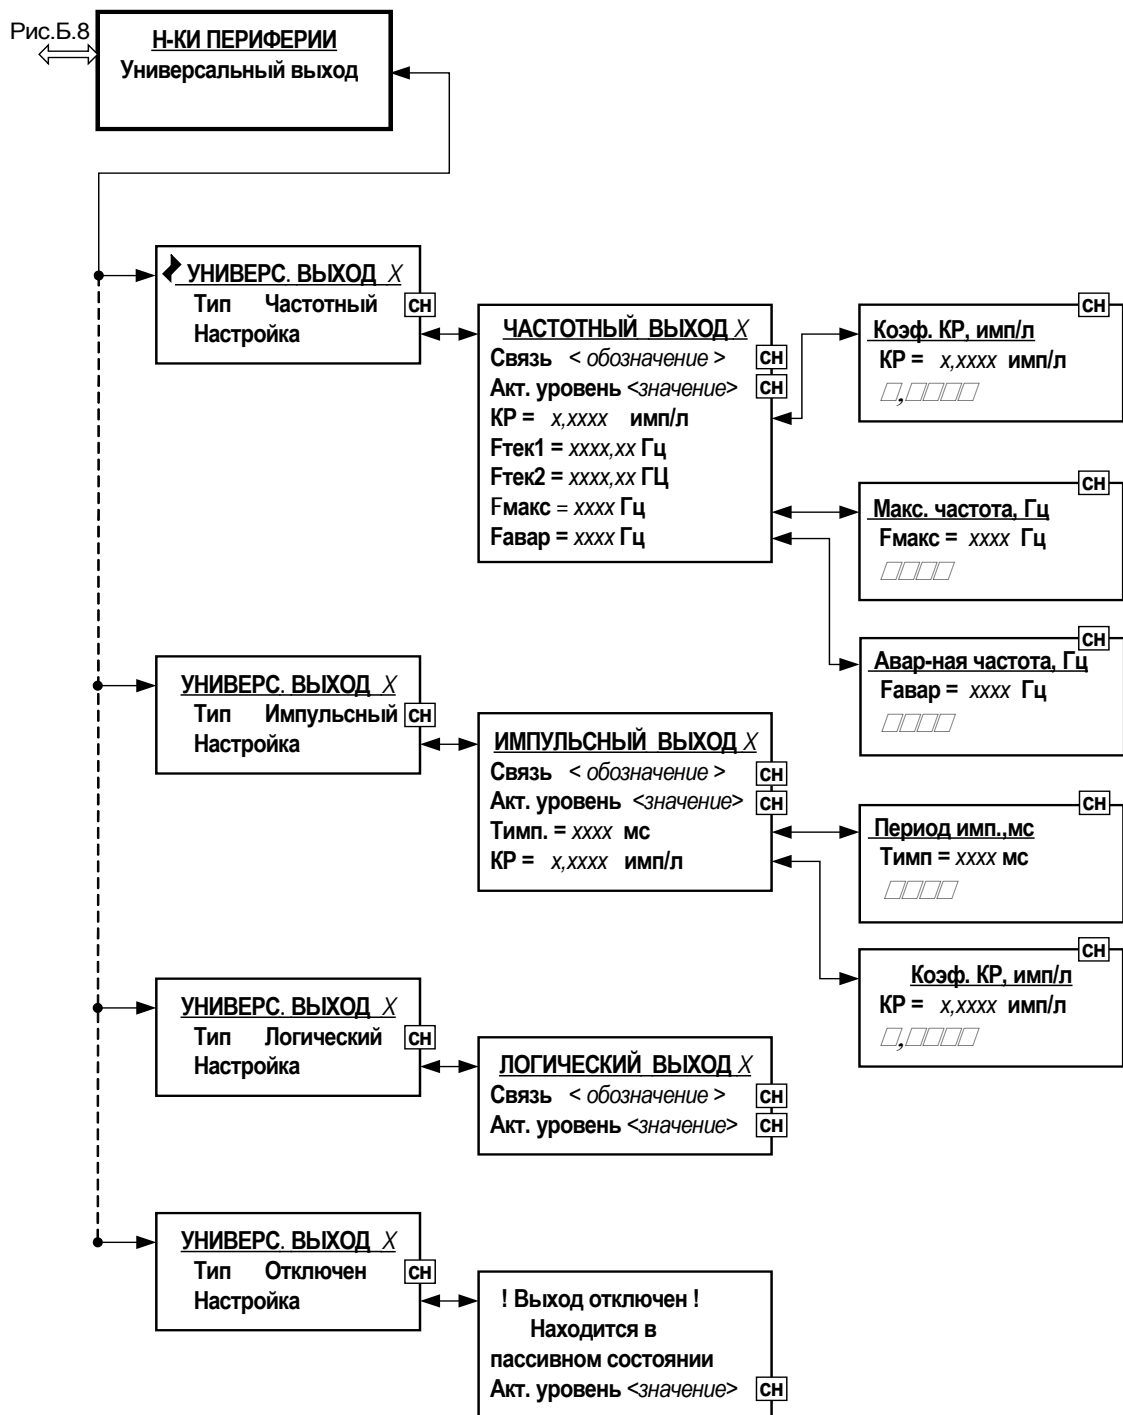 Рис.Б.8
Н-КИ ПЕРИФЕРИИ
Универсальный выход
УНИВЕРС. ВЫХОД X
Тип Частотный СН
Настройка
ЧАСТОТНЫЙ ВЫХОД X
Связь < обозначение > СН
Акт. уровень <значение> СН
КР = x,xxxx имп/л
Fтек1 = xxxx,xx Гц
Fтек2 = xxxx,xx ГЦ
Fмакс = xxxx Гц
Fавар = xxxx Гц
СН
Коэф. КР, имп/л
КР = x,xxxx имп/л
□,□□□□
СН
Макс. частота, Гц
Fмакс = xxxx Гц
□□□□
СН
Авар-ная частота, Гц
Fавар = xxxx Гц
□□□□
УНИВЕРС. ВЫХОД X
Тип Импульсный СН
Настройка
ИМПУЛЬСНЫЙ ВЫХОД X
Связь < обозначение > СН
Акт. уровень <значение> СН
Тимп. = xxxx мс
КР = x,xxxx имп/л
СН
Период имп.,мс
Тимп = xxxx мс
□□□□
СН
Коэф. КР, имп/л
КР = x,xxxx имп/л
□,□□□□
УНИВЕРС. ВЫХОД X
Тип Логический СН
Настройка
ЛОГИЧЕСКИЙ ВЫХОД X
Связь < обозначение > СН
Акт. уровень <значение> СН
УНИВЕРС. ВЫХОД X
Тип Отключен СН
Настройка
! Выход отключен !
Находится в
пассивном состоянии
Акт. уровень <значение> СН